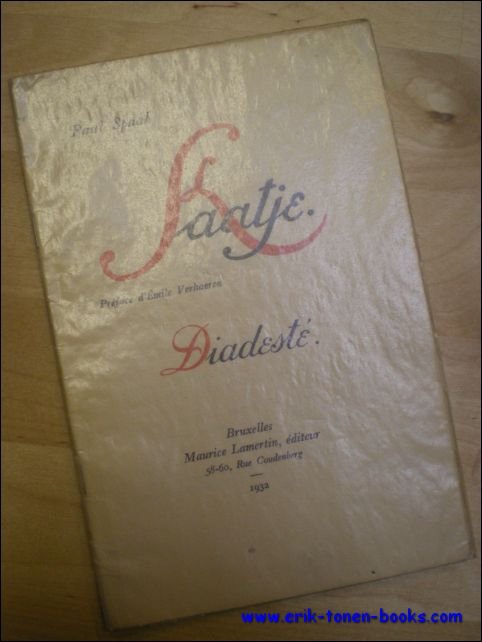 Paul Spaak
Kaatje.
Préface d'Émile Verhaeren
Diadesté.
Bruxelles
Maurice Lamertin, éditeur
58-60, Rue Coudenberg
1932
www.erik-tonen-books.com